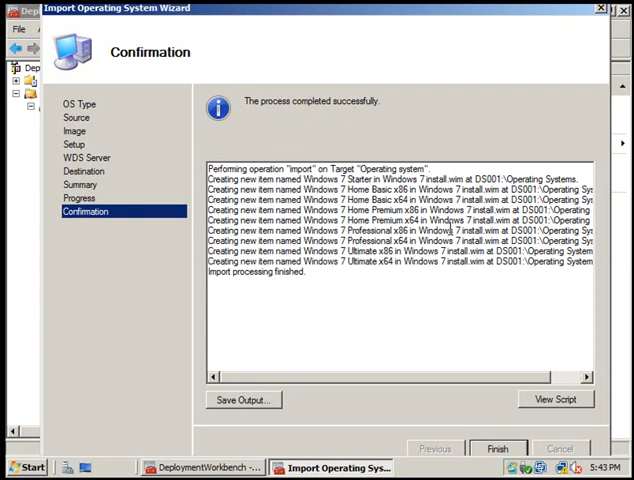 Import Operating System Wizard
File
Confirmation
Dep
OS Type
Source
Image
Setup
WDS Server
Destination
Summary
Progress
Confirmation
The process completed successfully.
Performing operation "import" on Target "Operating system".
Creating new item named Windows 7 Starter in Windows 7 install.wim at DS001:\Operating Systems.
Creating new item named Windows 7 Home Basic x86 in Windows 7 install.wim at DS001:\Operating Sys
Creating new item named Windows 7 Home Basic x64 in Windows 7 install.wim at DS001:\Operating Sys
Creating new item named Windows 7 Home Premium x86 in Windows 7 install.wim at DS001:\Operating
Creating new item named Windows 7 Home Premium x64 in Windows 7 install.wim at DS001:\Operating
Creating new item named Windows 7 Professional x86 in Windows 7 install.wim at DS001:\Operating Sy
Creating new item named Windows 7 Professional x64 in Windows 7 install.wim at DS001:\Operating Sy
Creating new item named Windows 7 Ultimate x86 in Windows 7 install.wim at DS001:\Operating System
Creating new item named Windows 7 Ultimate x64 in Windows 7 install.wim at DS001:\Operating System
Import processing finished.
Save Output...
View Script
Previous
Finish
Cancel
Start
DeploymentWorkbench - ...
Import Operating Sys...
5:43 PM